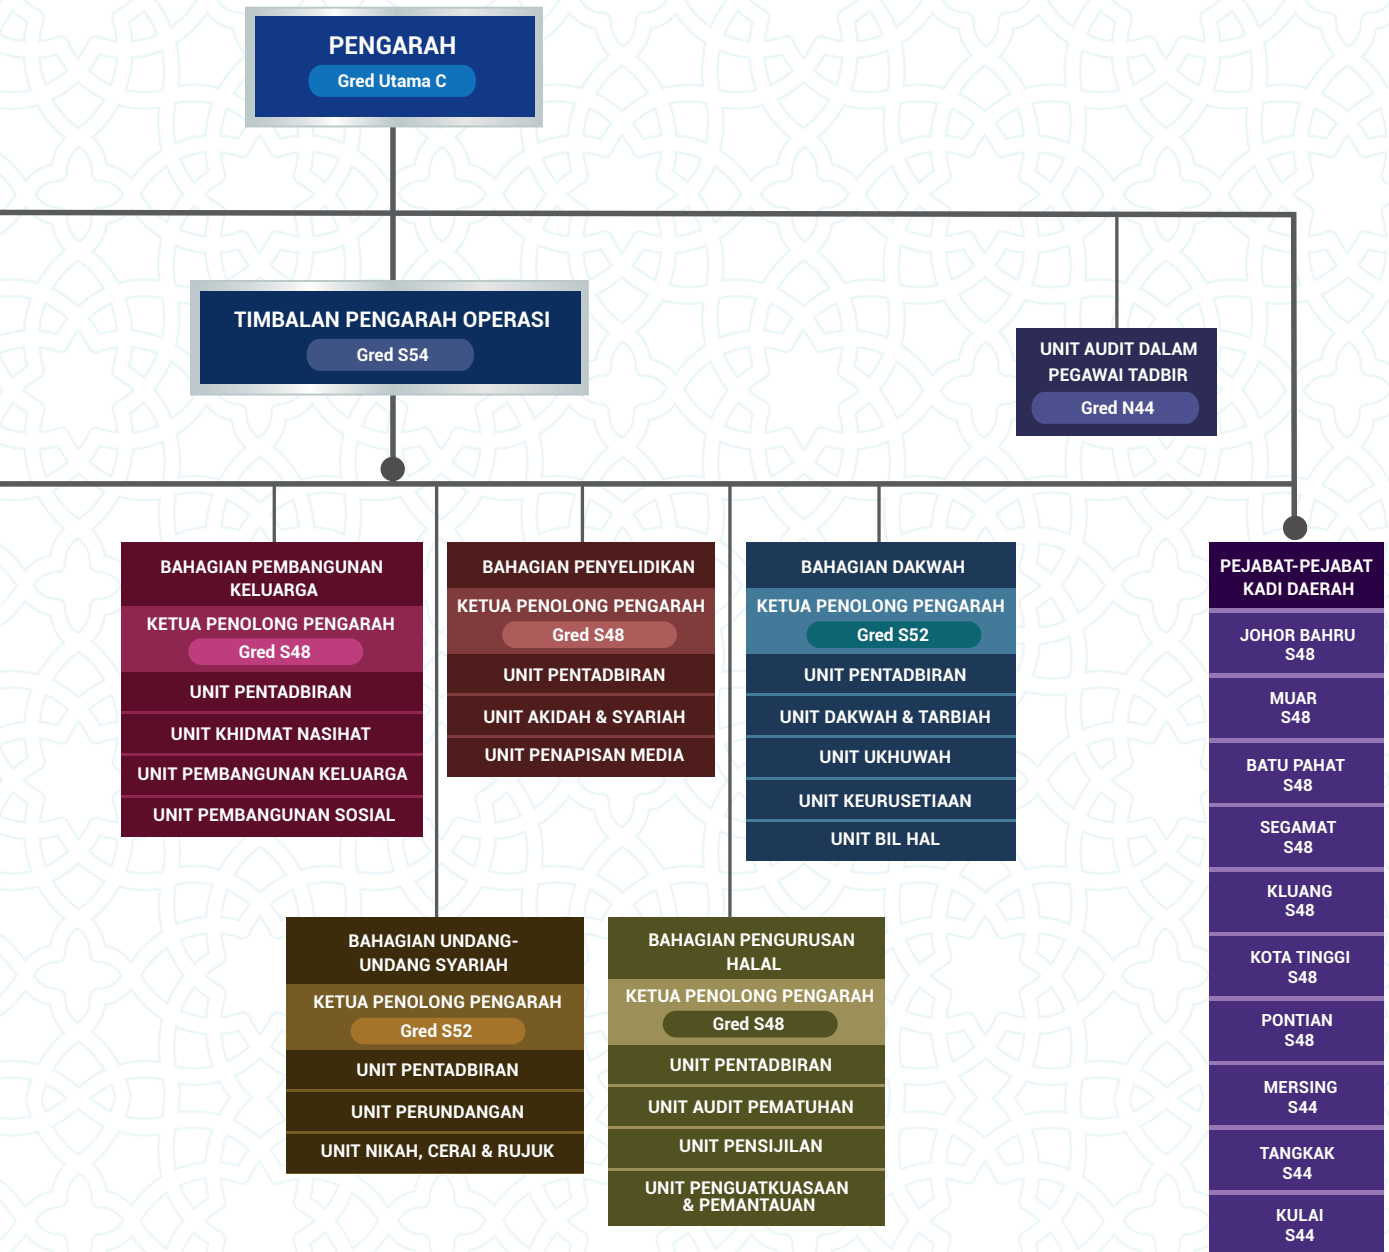 PENGARAH
Gred Utama C
TIMBALAN PENGARAH OPERASI
Gred S54
UNIT AUDIT DALAM
PEGAWAI TADBIR
Gred N44
BAHAGIAN PEMBANGUNAN
KELUARGA
KETUA PENOLONG PENGARAH
Gred S48
UNIT PENTADBIRAN
UNIT KHIDMAT NASIHAT
UNIT PEMBANGUNAN KELUARGA
UNIT PEMBANGUNAN SOSIAL
BAHAGIAN PENYELIDIKAN
KETUA PENOLONG PENGARAH
Gred S48
UNIT PENTADBIRAN
UNIT AKIDAH & SYARIAH
UNIT PENAPISAN MEDIA
BAHAGIAN DAKWAH
KETUA PENOLONG PENGARAH
Gred S52
UNIT PENTADBIRAN
UNIT DAKWAH & TARBIAH
UNIT UKHUWAH
UNIT KEURUSETIAAN
UNIT BIL HAL
BAHAGIAN UNDANG-
UNDANG SYARIAH
KETUA PENOLONG PENGARAH
Gred S52
UNIT PENTADBIRAN
UNIT PERUNDANGAN
UNIT NIKAH, CERAI & RUJUK
BAHAGIAN PENGURUSAN
HALAL
KETUA PENOLONG PENGARAH
Gred S48
UNIT PENTADBIRAN
UNIT AUDIT PEMATUHAN
UNIT PENSIJILAN
UNIT PENGUATKUASAAN
& PEMANTAUAN
PEJABAT-PEJABAT
KADI DAERAH
JOHOR BAHRU
S48
MUAR
S48
BATU PAHAT
S48
SEGAMAT
S48
KLUANG
S48
KOTA TINGGI
S48
PONTIAN
S48
MERSING
S44
TANGKAK
S44
KULAI
S44